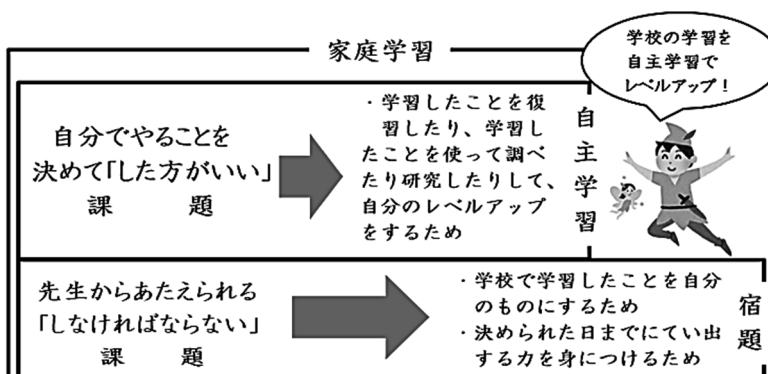 家庭学習
学校の学習を
自主学習で
レベルアップ!
自分でやることを
決めて「した方がいい」
課 題
・学習したことを復
習したり、学習し
たことを使って調べ
たり研究したりして、
自分のレベルアップ
をするため
自主学習
先生からあたえられる
「しなければならない」
課 題
・学校で学習したことを自分
のものにするため
・決められた日までにてい出
する力を身につけるため
宿題